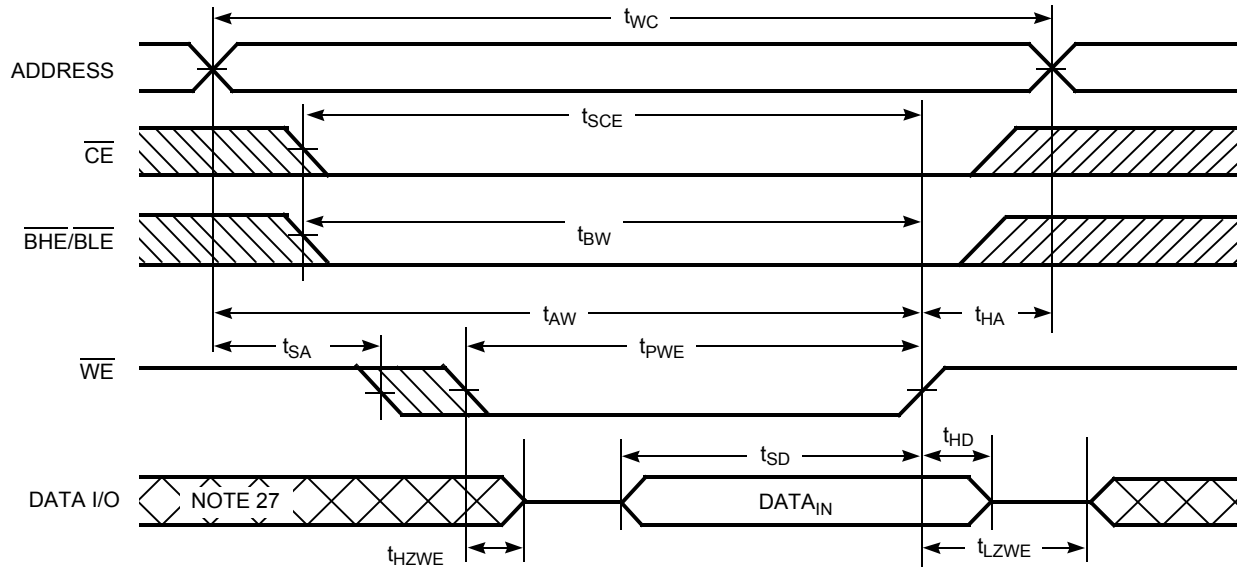 tWC
ADDRESS
tSCE
CE
tBW
BHE/BLE
tAW
tHA
tSA
tPWE
WE
tHD
tSD
DATA I/O
NOTE 27
DATAIN
tHZWE
tLZWE